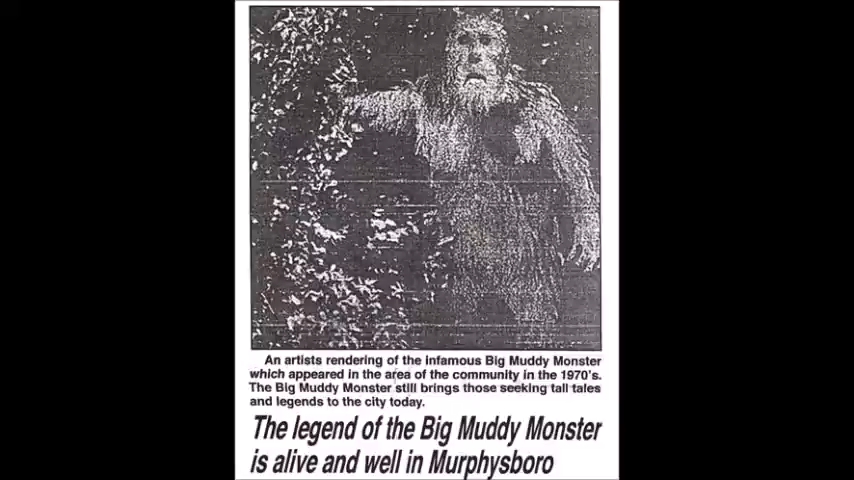 An artists rendering of the infamous Big Muddy Monster
which appeared in the area of the community in the 1970's.
The Big Muddy Monster still brings those seeking tall tales
and legends to the city today.
The legend of the Big Muddy Monster
is alive and well in Murphysboro